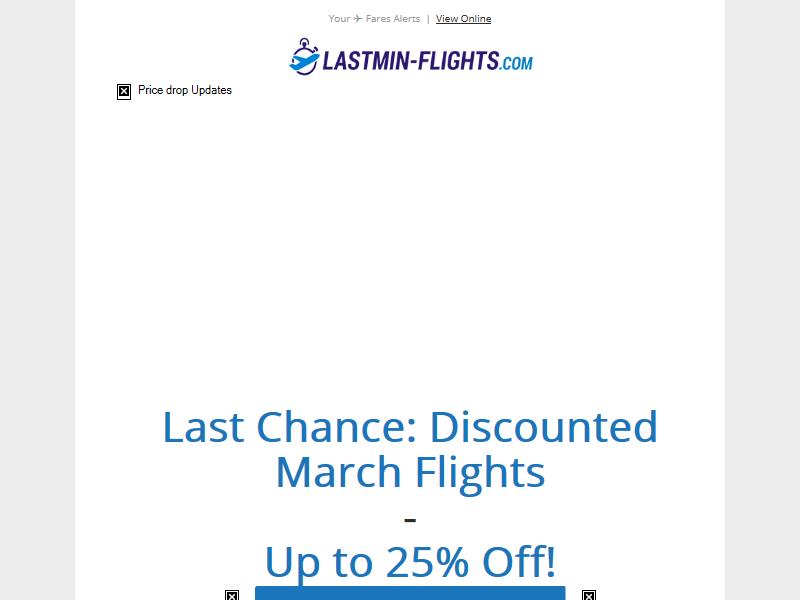 Your ✈ Fares Alerts | View Online
LASTMIN-FLIGHTS.COM
Price drop Updates
Last Chance: Discounted
March Flights
–
Up to 25% Off!